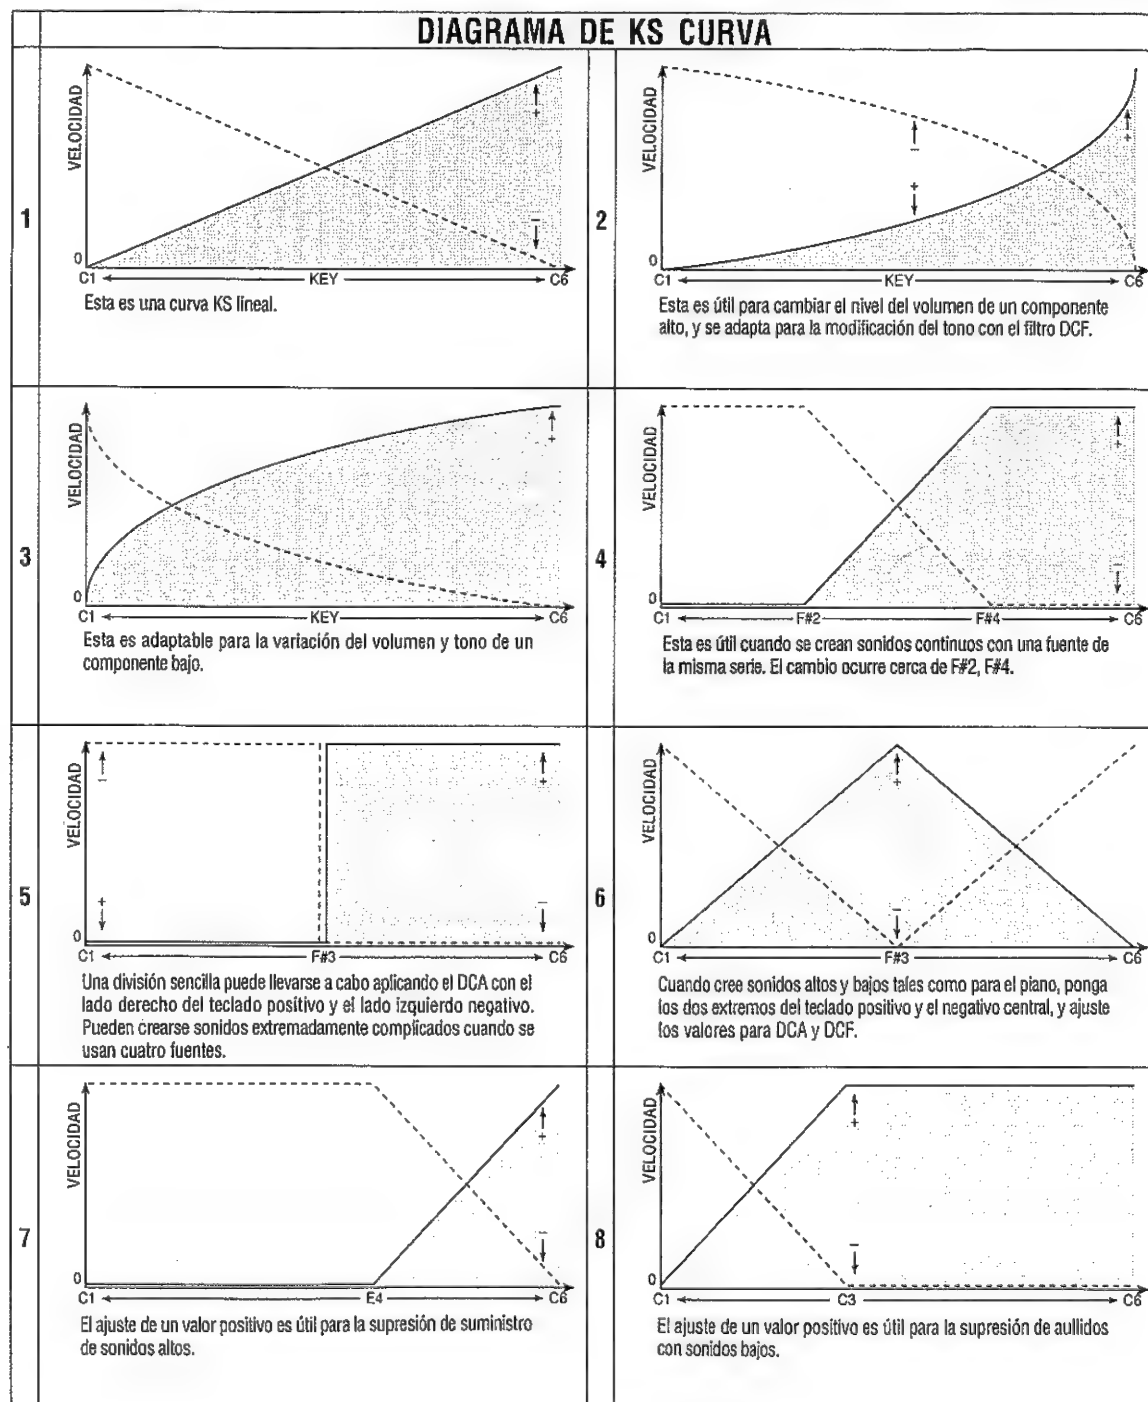 DIAGRAMA DE KS CURVA
1
VELOCIDAD
+
−
0
C1 KEY C6
Esta es una curva KS lineal.
2
VELOCIDAD
−
+
+
0
C1 KEY C6
Esta es útil para cambiar el nivel del volumen de un componente
alto, y se adapta para la modificación del tono con el filtro DCF.
3
VELOCIDAD
+
0
C1 KEY C6
Esta es adaptable para la variación del volumen y tono de un
componente bajo.
4
VELOCIDAD
+
−
0
C1 F#2 F#4 C6
Esta es útil cuando se crean sonidos continuos con una fuente de
la misma serie. El cambio ocurre cerca de F#2, F#4.
5
VELOCIDAD
−
+
+
−
0
C1 F#3 C6
Una división sencilla puede llevarse a cabo aplicando el DCA con el
lado derecho del teclado positivo y el lado izquierdo negativo.
Pueden crearse sonidos extremadamente complicados cuando se
usan cuatro fuentes.
6
VELOCIDAD
+
−
0
C1 F#3 C6
Cuando cree sonidos altos y bajos tales como para el piano, ponga
los dos extremos del teclado positivo y el negativo central, y ajuste
los valores para DCA y DCF.
7
VELOCIDAD
+
−
0
C1 E4 C6
El ajuste de un valor positivo es útil para la supresión de suministro
de sonidos altos.
8
VELOCIDAD
+
−
0
C1 C3 C6
El ajuste de un valor positivo es útil para la supresión de aullidos
con sonidos bajos.